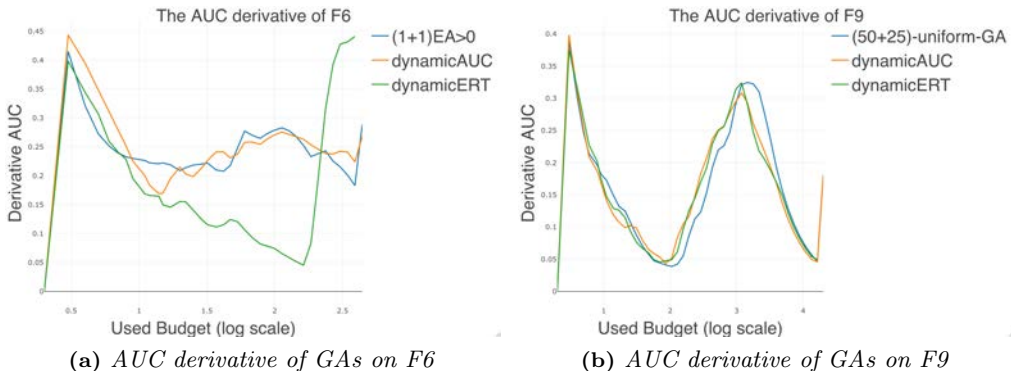 The AUC derivative of F6
(1+1)EA>0
dynamicAUC
dynamicERT
Derivative AUC
0.45
0.4
0.35
0.3
0.25
0.2
0.15
0.1
0.05
0
0.5
1
1.5
2
2.5
Used Budget (log scale)
(a) AUC derivative of GAs on F6
The AUC derivative of F9
(50+25)-uniform-GA
dynamicAUC
dynamicERT
Derivative AUC
0.4
0.35
0.3
0.25
0.2
0.15
0.1
0.05
0
1
2
3
4
Used Budget (log scale)
(b) AUC derivative of GAs on F9